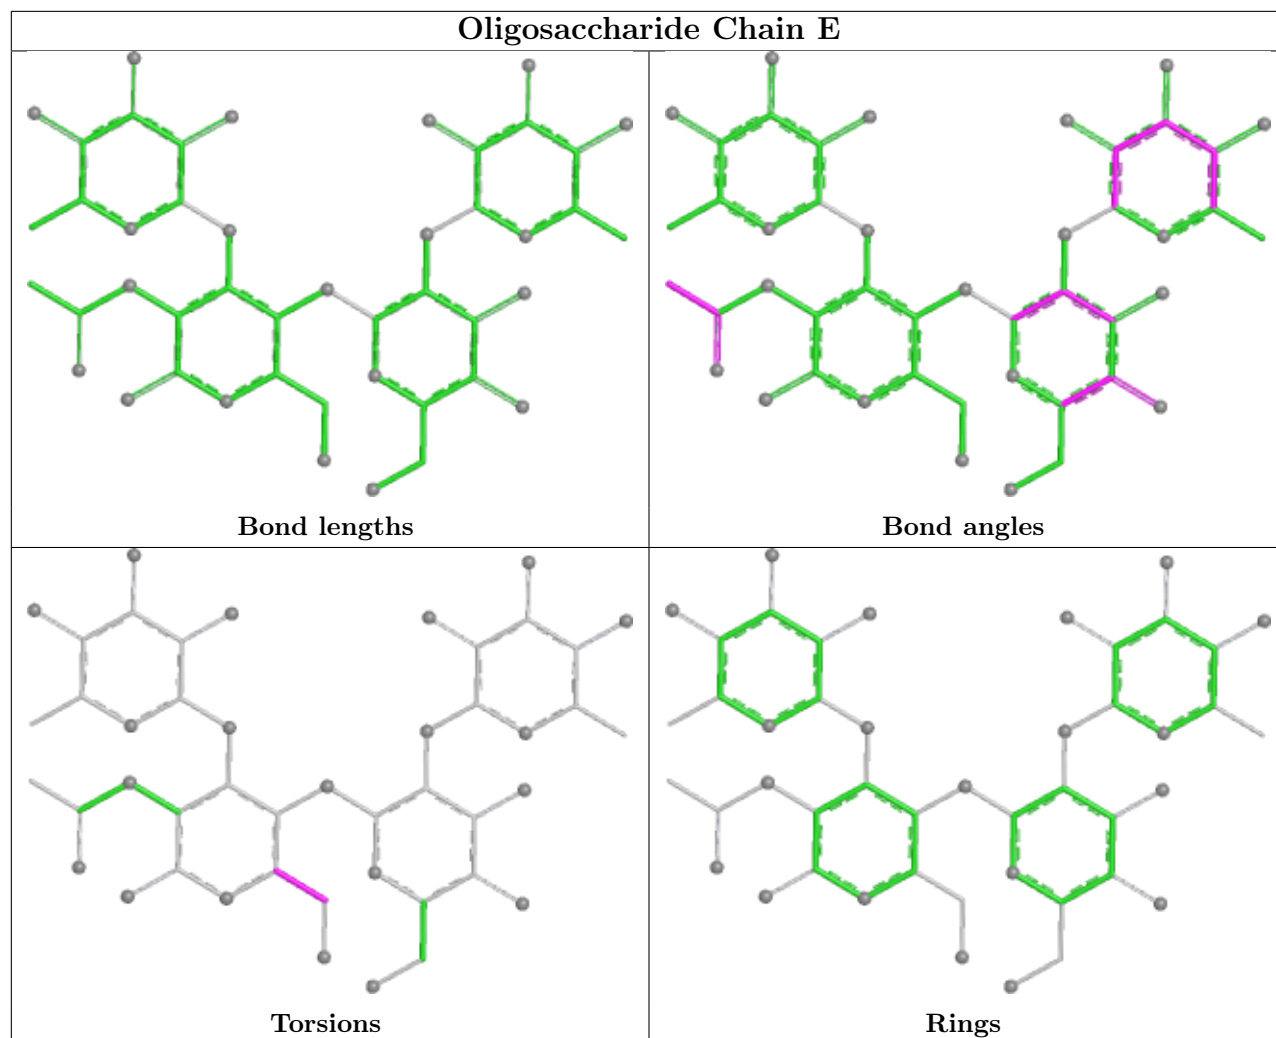 Oligosaccharide Chain E
Bond lengths
Bond angles
Torsions
Rings